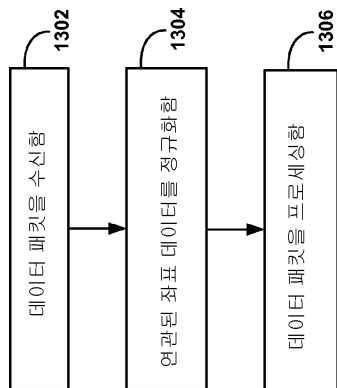 1302
데이터 패킷을 수신함
1304
연관된 좌표 데이터를 정규화함
1306
데이터 패킷을 프로세싱함